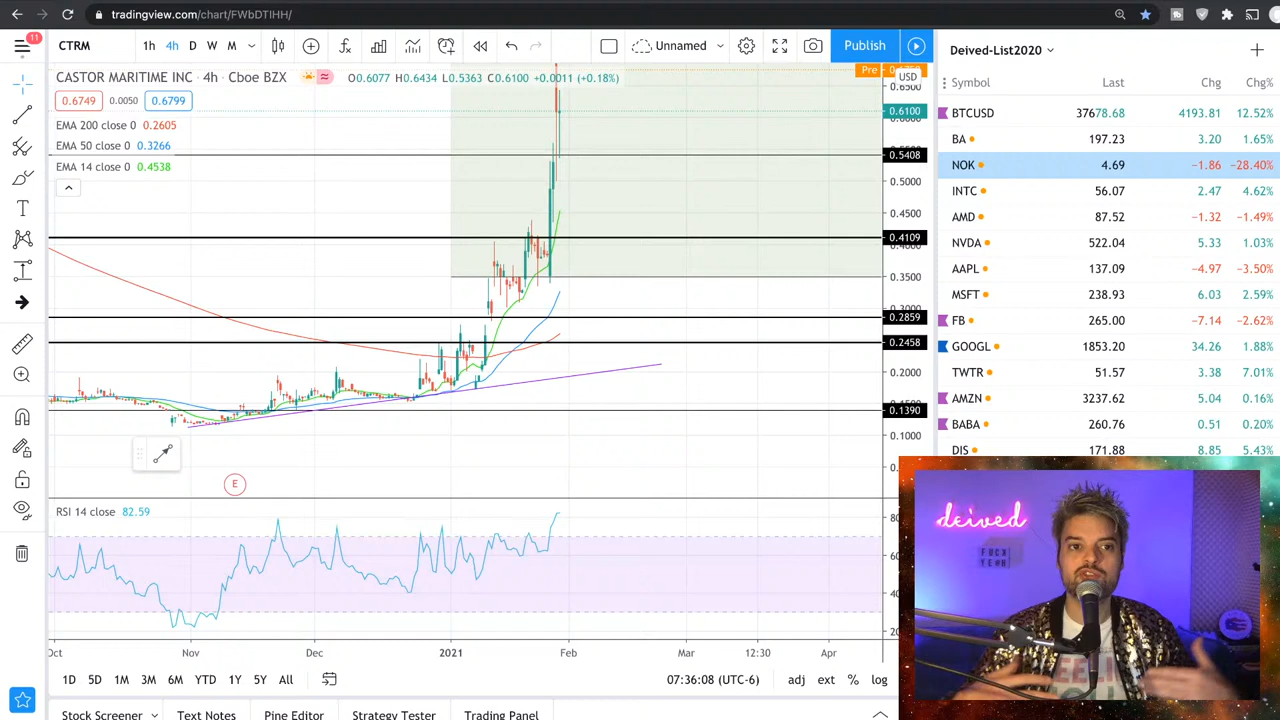 tradingview.com/chart/FWbDTIHH/
11
CTRM
1h 4h D W M
Unnamed
Publish
Deived-List2020
CASTOR MARITIME INC 4h Cboe BZX
O0.6077 H0.6434 L0.5363 C0.6100 +0.0011 (+0.18%)
0.6749 0.0050 0.6799
EMA 200 close 0 0.2605
EMA 50 close 0 0.3266
EMA 14 close 0 0.4538
Pre
USD
0.6100
0.5408
0.5000
0.4500
0.4109
0.3500
0.3000
0.2859
0.2458
0.2000
0.1390
0.1000
E
RSI 14 close 82.59
Oct Nov Dec 2021 Feb Mar 12:30 Apr
1D 5D 1M 3M 6M YTD 1Y 5Y All
07:36:08 (UTC-6) adj ext % log
Stock Screener Text Notes Pine Editor Strategy Tester Trading Panel
Symbol Last Chg Chg%
BTCUSD 37678.68 4193.81 12.52%
BA 197.23 3.20 1.65%
NOK 4.69 −1.86 −28.40%
INTC 56.07 2.47 4.62%
AMD 87.52 −1.32 −1.49%
NVDA 522.04 5.33 1.03%
AAPL 137.09 −4.97 −3.50%
MSFT 238.93 6.03 2.59%
FB 265.00 −7.14 −2.62%
GOOGL 1853.20 34.26 1.88%
TWTR 51.57 3.38 7.01%
AMZN 3237.62 5.04 0.16%
BABA 260.76 0.51 0.20%
DIS 171.88 8.85 5.43%
deived
FUCK
YEAH